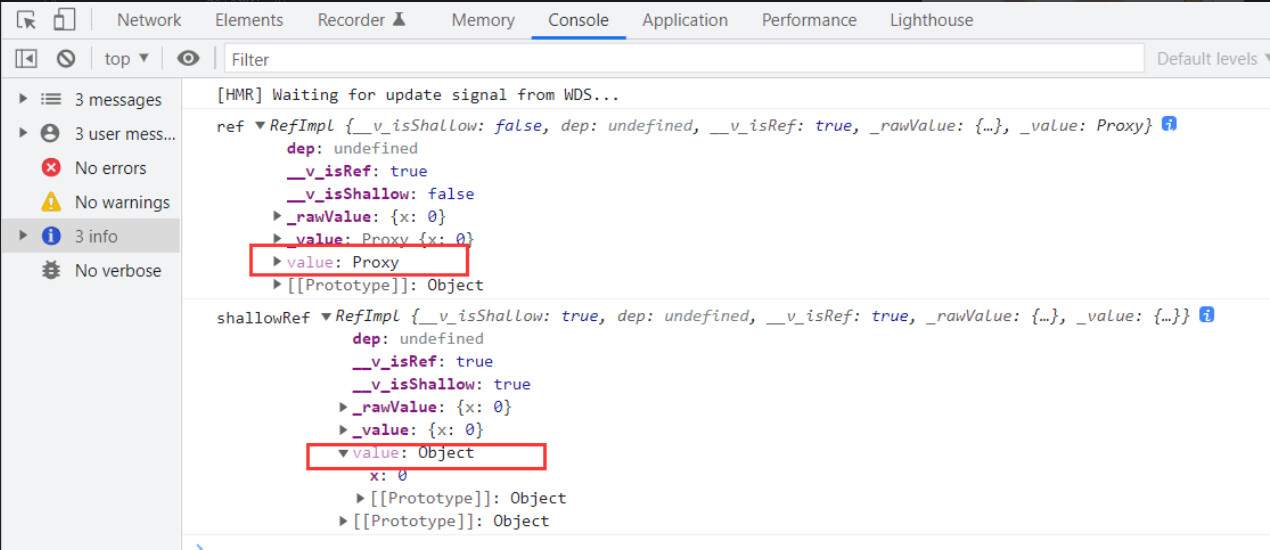 Network Elements Recorder Memory Console Application Performance Lighthouse
top Filter Default levels
3 messages
3 user mess...
No errors
No warnings
3 info
No verbose
[HMR] Waiting for update signal from WDS...
ref RefImpl {__v_isShallow: false, dep: undefined, __v_isRef: true, _rawValue: {…}, _value: Proxy}
dep: undefined
__v_isRef: true
__v_isShallow: false
_rawValue: {x: 0}
_value: Proxy {x: 0}
value: Proxy
[[Prototype]]: Object
shallowRef RefImpl {__v_isShallow: true, dep: undefined, __v_isRef: true, _rawValue: {…}, _value: {…}}
dep: undefined
__v_isRef: true
__v_isShallow: true
_rawValue: {x: 0}
_value: {x: 0}
value: Object
x: 0
[[Prototype]]: Object
[[Prototype]]: Object